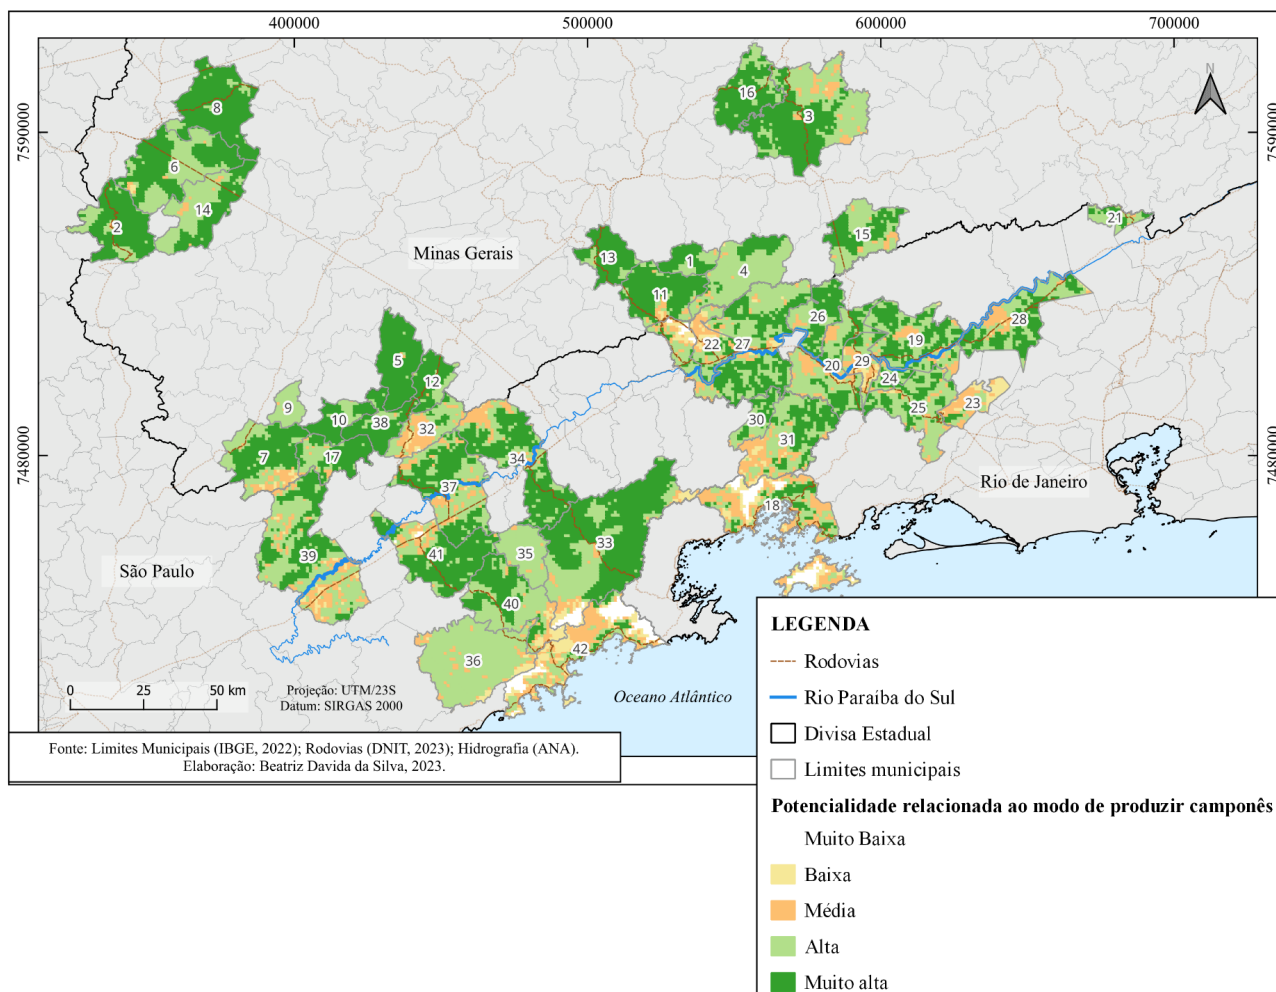 400000
500000
600000
700000
N
7590000
7590000
8
16
3
6
14
2
21
15
13
1
4
Minas Gerais
11
26
28
22
27
19
5
29
20
12
24
9
25
23
10
38
32
30
31
7
17
34
7480000
7480000
37
Rio de Janeiro
18
39
41
35
33
São Paulo
40
42
36
0
25
50 km
Projeção: UTM/23S
Datum: SIRGAS 2000
Oceano Atlântico
Fonte: Limites Municipais (IBGE, 2022); Rodovias (DNIT, 2023); Hidrografia (ANA).
Elaboração: Beatriz Davida da Silva, 2023.
LEGENDA
Rodovias
Rio Paraíba do Sul
Divisa Estadual
Limites municipais
Potencialidade relacionada ao modo de produzir camponês
Muito Baixa
Baixa
Média
Alta
Muito alta